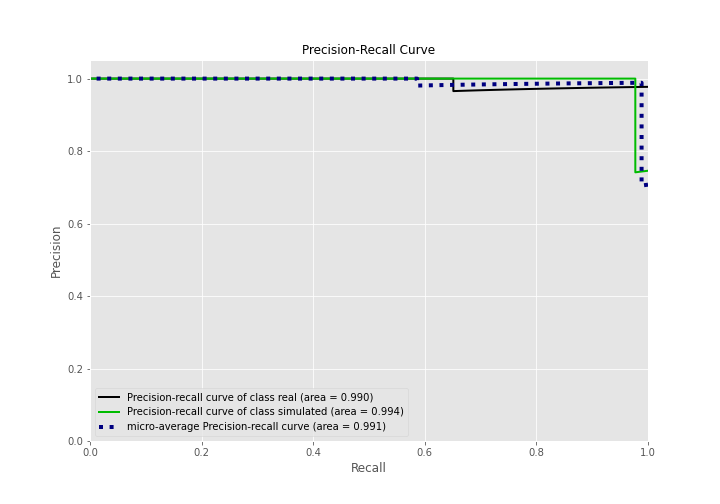 Precision-Recall Curve
1.0
0.8
0.6
0.4
0.2
0.0
Precision
Precision-recall curve of class real (area = 0.990)
Precision-recall curve of class simulated (area = 0.994)
micro-average Precision-recall curve (area = 0.991)
0.0 0.2 0.4 0.6 0.8 1.0
Recall